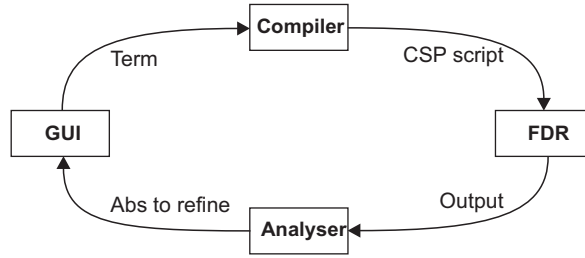 Compiler
Term
CSP script
GUI
FDR
Abs to refine
Output
Analyser